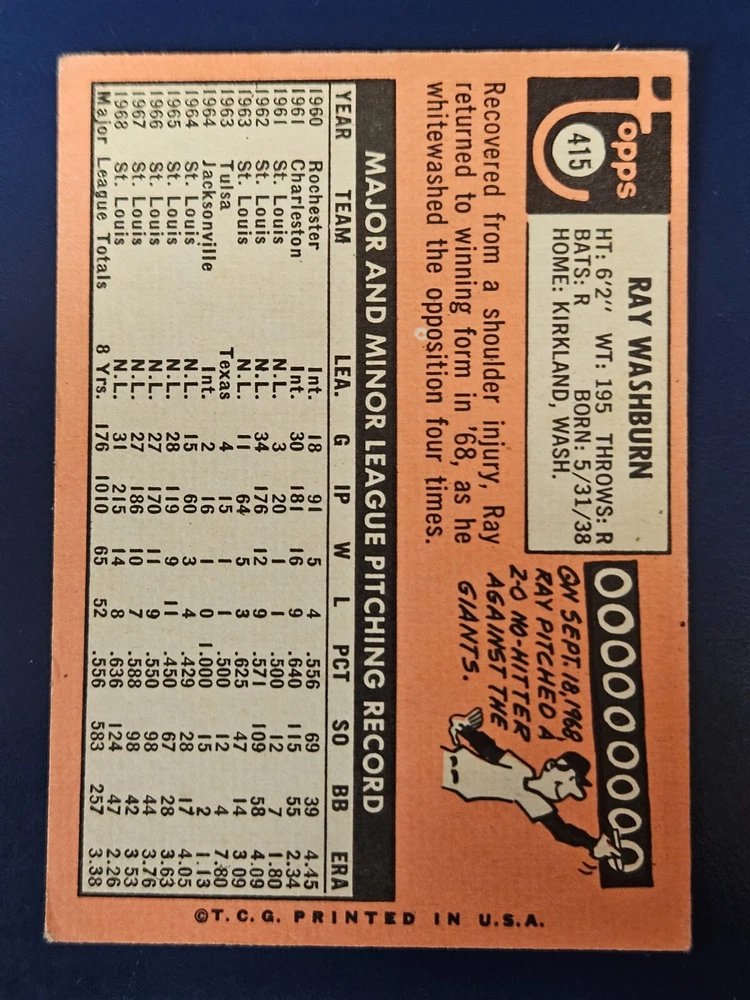 Topps
415
RAY WASHBURN
HT: 6'2" WT: 195 THROWS: R
BATS: R BORN: 5/31/38
HOME: KIRKLAND, WASH.
OOOOOOOOO
ON SEPT. 18, 1968
RAY PITCHED A
2-0 NO-HITTER
AGAINST THE
GIANTS.
Recovered from a shoulder injury, Ray
returned to winning form in '68, as he
whitewashed the opposition four times.
MAJOR AND MINOR LEAGUE PITCHING RECORD
YEAR TEAM LEA. G IP W L PCT SO BB ERA
1960 Rochester Int. 18 91 5 4 .556 69 39 4.45
1961 Charleston Int. 30 181 16 9 .640 115 55 2.34
1961 St. Louis N.L. 3 20 1 1 .500 12 7 1.80
1962 St. Louis N.L. 34 176 12 9 .571 109 58 4.09
1963 St. Louis N.L. 11 64 5 3 .625 47 14 3.09
1963 Tulsa Texas 4 15 1 1 .500 12 4 7.80
1964 Jacksonville Int. 2 16 1 0 1.000 15 2 1.13
1964 St. Louis N.L. 15 60 3 4 .429 28 17 4.05
1965 St. Louis N.L. 28 119 9 11 .450 67 28 3.63
1966 St. Louis N.L. 27 170 11 9 .550 98 44 3.76
1967 St. Louis N.L. 27 186 10 7 .588 98 42 3.53
1968 St. Louis N.L. 31 215 14 8 .636 124 47 2.26
Major League Totals 8 Yrs. 176 1010 65 52 .556 583 257 3.38
©T.C.G. PRINTED IN U.S.A.